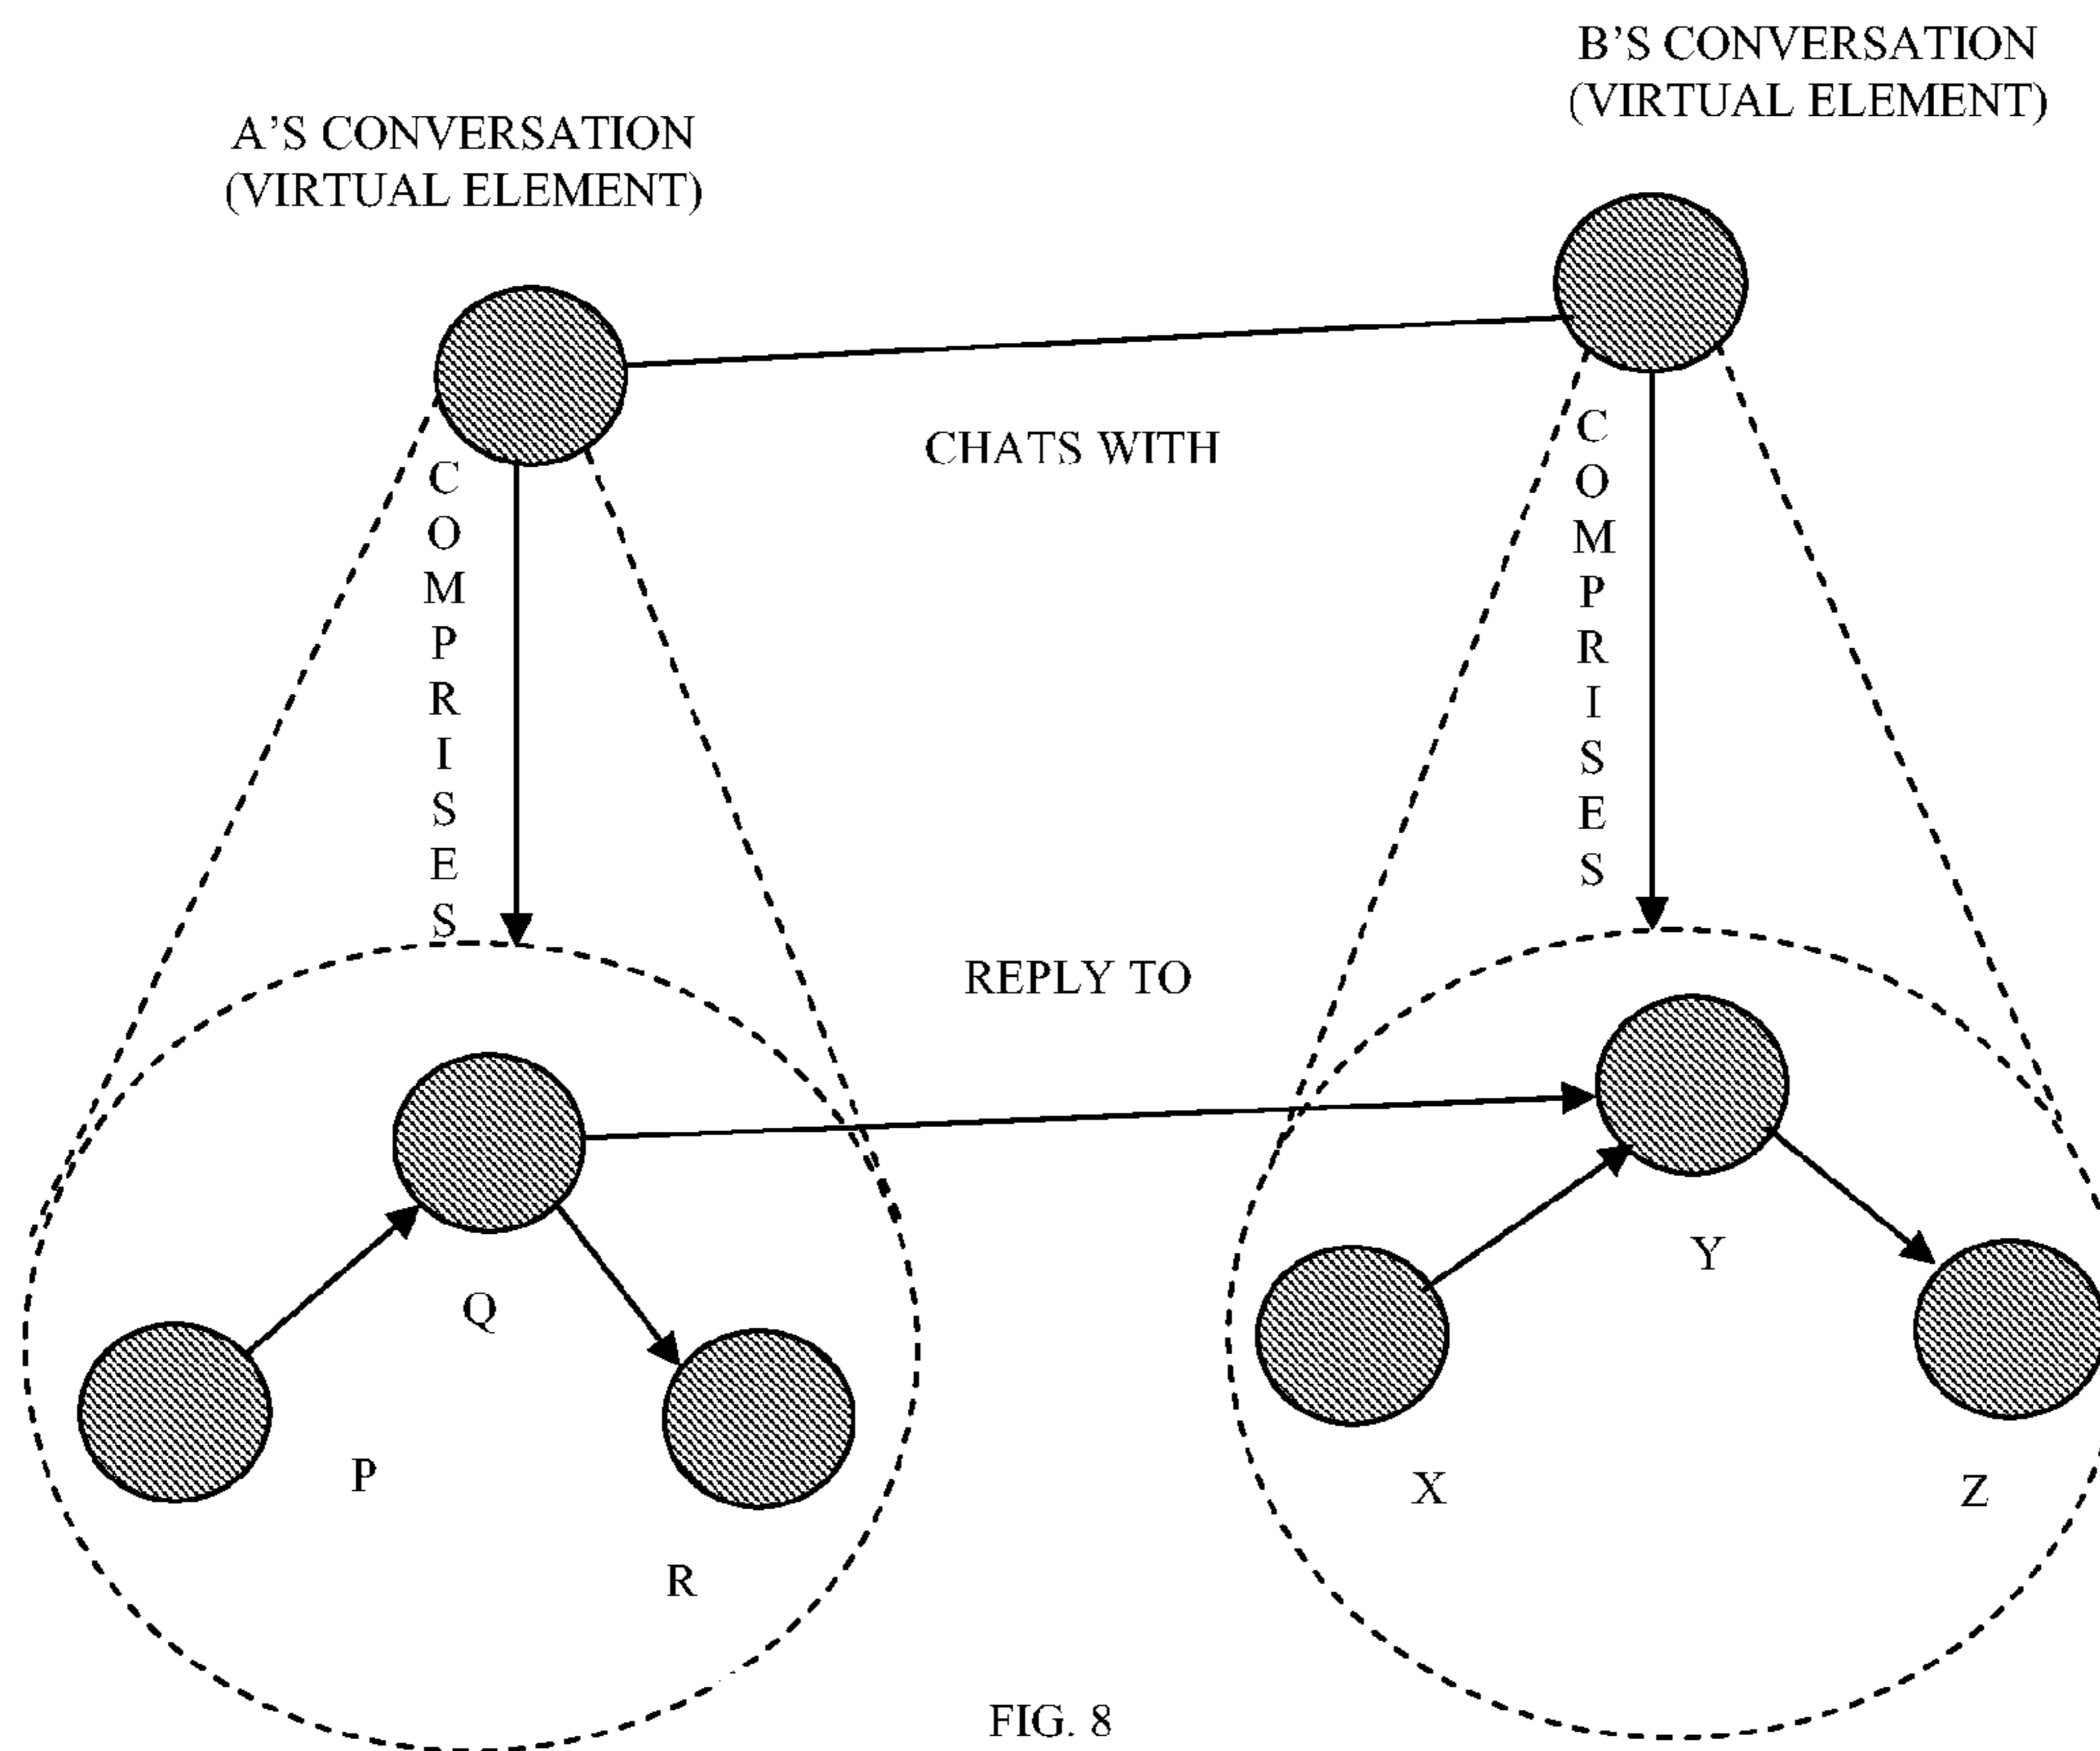 B'S CONVERSATION
(VIRTUAL ELEMENT)
A'S CONVERSATION
(VIRTUAL ELEMENT)
CHATS WITH
COMPRISES
COMPRISES
REPLY TO
Q
Y
P
X
Z
R
FIG. 8